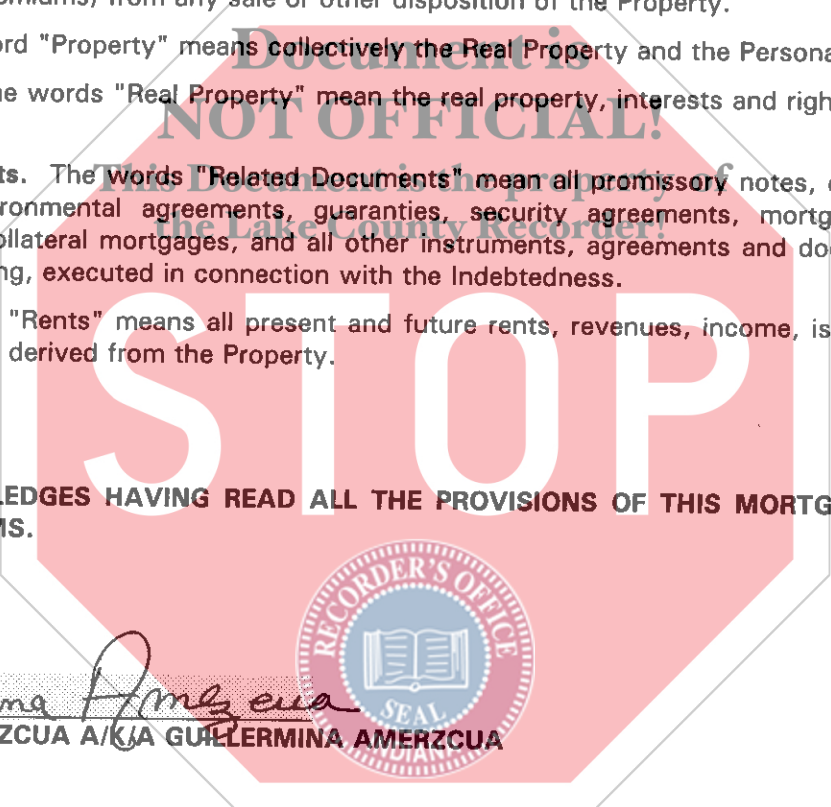 from any sale or other disposition of the Property.
Document is
"Property" means collectively the Real Property and the Persona
words "Real Property" mean the real property, interests and righ
NOT OFFICIAL!
ts. The words "Related Documents" mean all promissory notes,
This Document is the property of
ronmental agreements, guaranties, security agreements, mortg
the Lake County Recorder!
ollateral mortgages, and all other instruments, agreements and do
ng, executed in connection with the Indebtedness.
"Rents" means all present and future rents, revenues, income, is
derived from the Property.
STOP
LEDGES HAVING READ ALL THE PROVISIONS OF THIS MORTG
MS.
RECORDER'S OFFICE
SEAL
INDIANA
na Amezcua
ZCUA A/K/A GUILLERMINA AMERZCUA